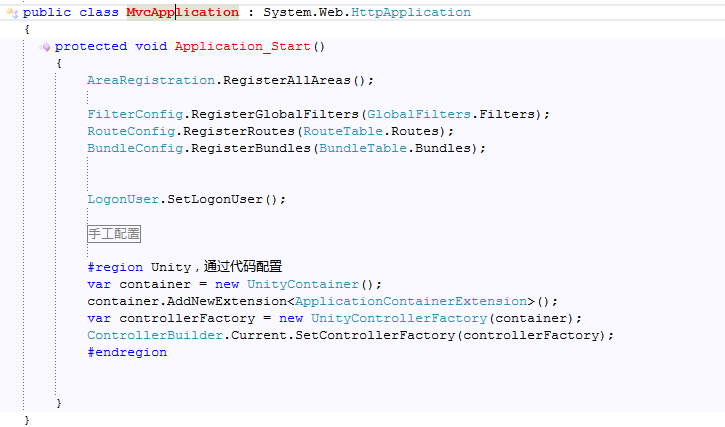 public class MvcApplication : System.Web.HttpApplication
{
protected void Application_Start()
{
AreaRegistration.RegisterAllAreas();
FilterConfig.RegisterGlobalFilters(GlobalFilters.Filters);
RouteConfig.RegisterRoutes(RouteTable.Routes);
BundleConfig.RegisterBundles(BundleTable.Bundles);
LogonUser.SetLogonUser();
手工配置
#region Unity，通过代码配置
var container = new UnityContainer();
container.AddNewExtension<ApplicationContainerExtension>();
var controllerFactory = new UnityControllerFactory(container);
ControllerBuilder.Current.SetControllerFactory(controllerFactory);
#endregion
}
}